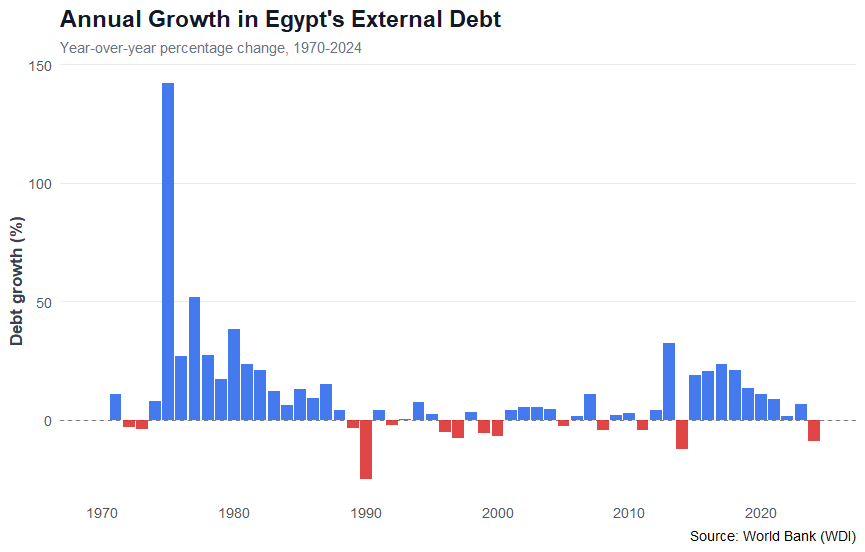 Annual Growth in Egypt's External Debt
Year-over-year percentage change, 1970-2024
150
100
50
0
Debt growth (%)
1970 1980 1990 2000 2010 2020
Source: World Bank (WDI)